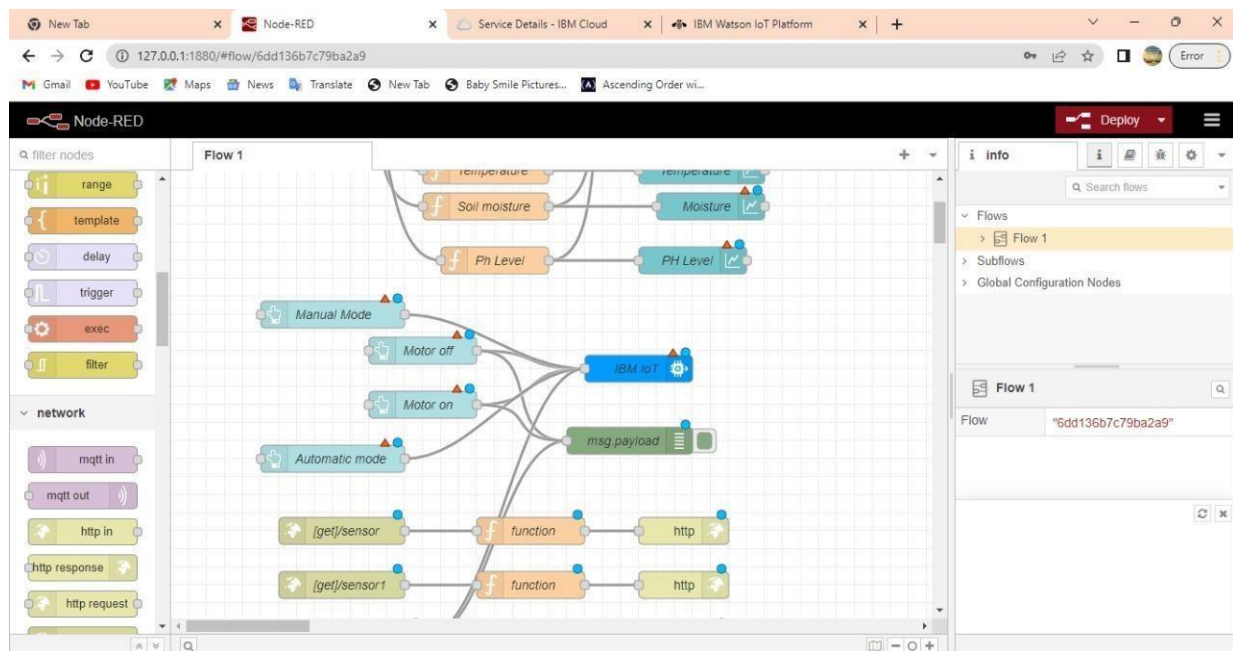 New Tab
Node-RED
Service Details - IBM Cloud
IBM Watson IoT Platform
127.0.0.1:1880/#flow/6dd136b7c79ba2a9
Error
Gmail
YouTube
Maps
News
Translate
New Tab
Baby Smile Pictures...
Ascending Order wi...
Node-RED
Deploy
filter nodes
Flow 1
i info
range
template
delay
trigger
exec
filter
network
mqtt in
mqtt out
http in
http response
http request
Temperature
Temperature
Soil moisture
Moisture
Ph Level
PH Level
Manual Mode
Motor off
IBM IoT
Motor on
msg.payload
Automatic mode
[get]/sensor
function
http
[get]/sensor1
function
http
Search flows
Flows
Flow 1
Subflows
Global Configuration Nodes
Flow 1
Flow
"6dd136b7c79ba2a9"